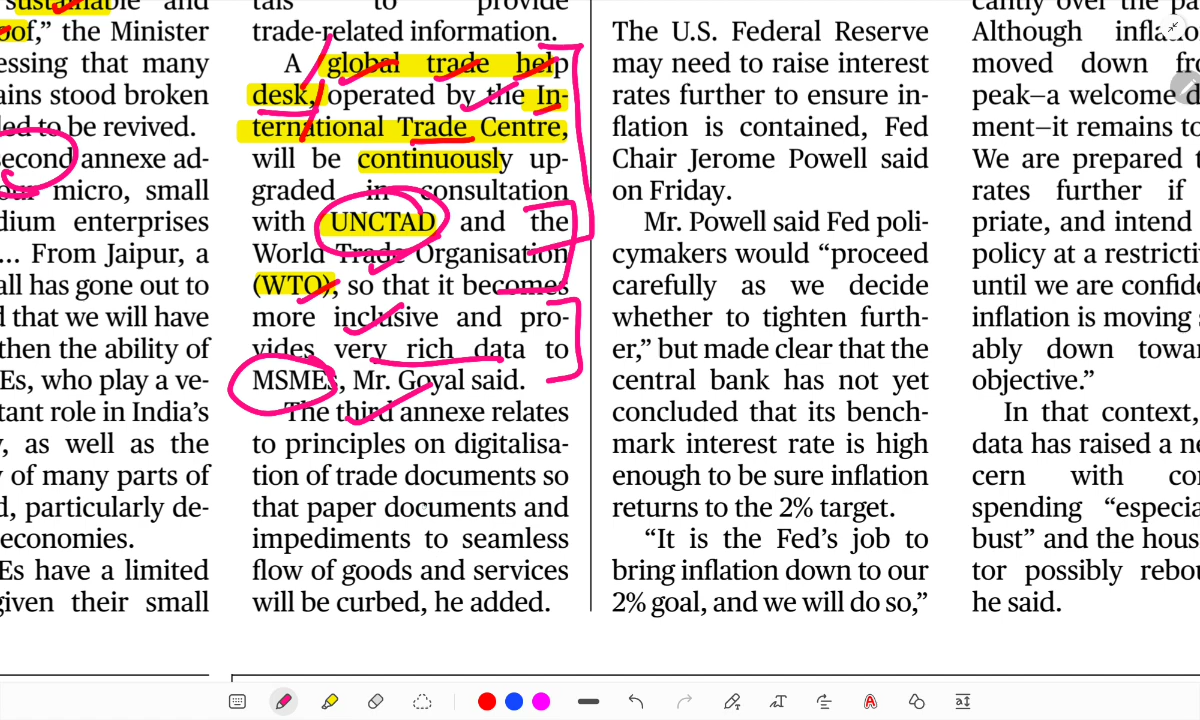 sustainable and
oof,” the Minister
essing that many
ains stood broken
ded to be revived.
second annexe ad-
our micro, small
dium enterprises
... From Jaipur, a
all has gone out to
d that we will have
then the ability of
Es, who play a ve-
tant role in India’s
y, as well as the
y of many parts of
d, particularly de-
economies.
Es have a limited
given their small
tals to provide
trade-related information.
A global trade help
desk, operated by the In-
ternational Trade Centre,
will be continuously up-
graded in consultation
with UNCTAD and the
World Trade Organisation
(WTO), so that it becomes
more inclusive and pro-
vides very rich data to
MSMEs, Mr. Goyal said.
The third annexe relates
to principles on digitalisa-
tion of trade documents so
that paper documents and
impediments to seamless
flow of goods and services
will be curbed, he added.
The U.S. Federal Reserve
may need to raise interest
rates further to ensure in-
flation is contained, Fed
Chair Jerome Powell said
on Friday.
Mr. Powell said Fed poli-
cymakers would “proceed
carefully as we decide
whether to tighten furth-
er,” but made clear that the
central bank has not yet
concluded that its bench-
mark interest rate is high
enough to be sure inflation
returns to the 2% target.
“It is the Fed’s job to
bring inflation down to our
2% goal, and we will do so,”
cantly over the pa
Although inflatio
moved down fro
peak—a welcome d
ment—it remains to
We are prepared t
rates further if
priate, and intend
policy at a restricti
until we are confide
inflation is moving s
ably down towar
objective.”
In that context,
data has raised a ne
cern with con
spending “especia
bust” and the hous
tor possibly rebou
he said.